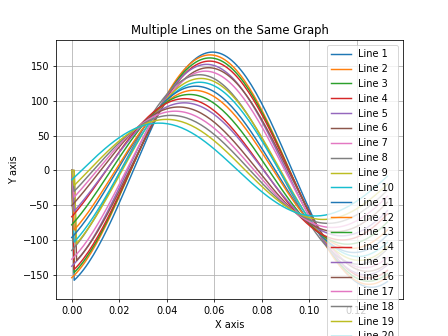 Multiple Lines on the Same Graph
Y axis
150
100
50
0
−50
−100
−150
0.00 0.02 0.04 0.06 0.08 0.10
X axis
Line 1
Line 2
Line 3
Line 4
Line 5
Line 6
Line 7
Line 8
Line 9
Line 10
Line 11
Line 12
Line 13
Line 14
Line 15
Line 16
Line 17
Line 18
Line 19
Line 20